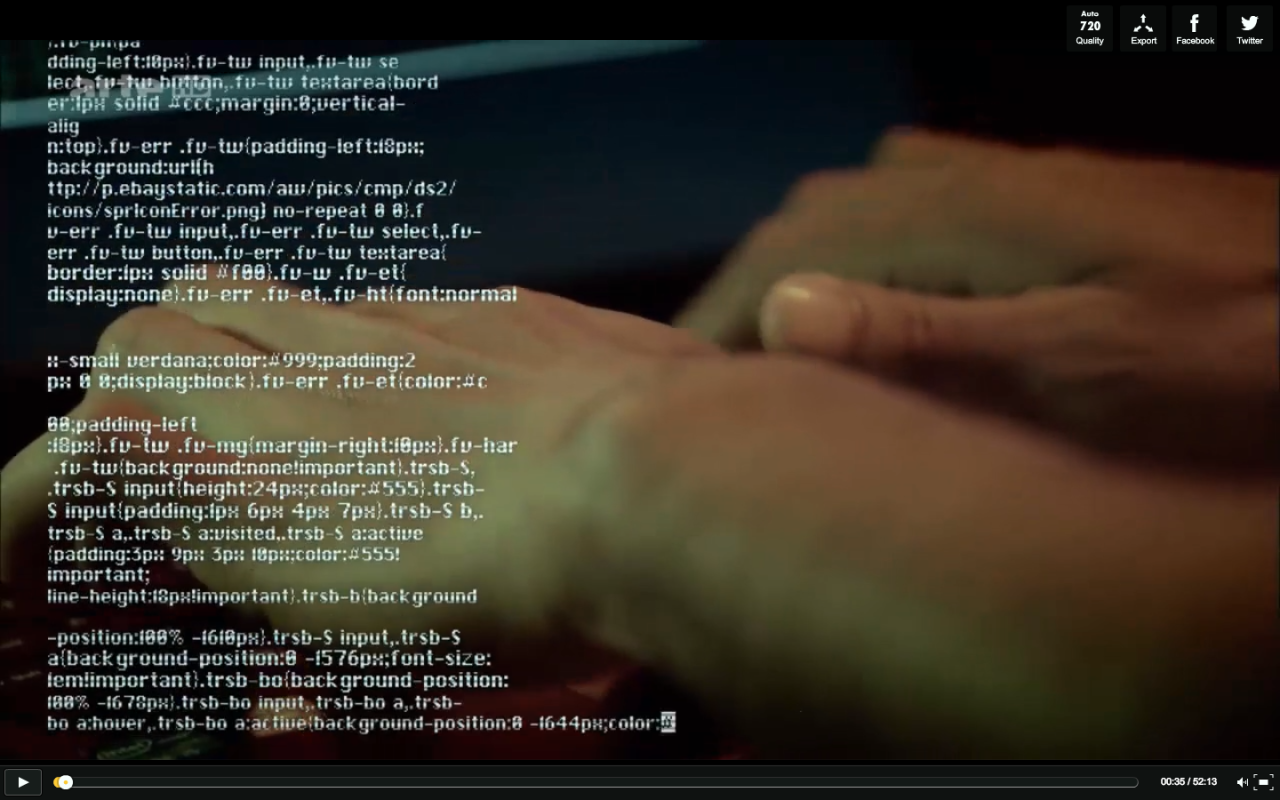 Auto
720
Quality
Export
Facebook
Twitter
dding-left:18px}.fv-tw input,.fv-tw se
lect,.fv-tw button,.fv-tw textarea{bord
er:1px solid #ccc;margin:0;vertical-
alig
n:top}.fv-err .fv-tw{padding-left:18px;
background:url(h
ttp://p.ebaystatic.com/aw/pics/cmp/ds2/
icons/sprIconError.png) no-repeat 0 0}.f
v-err .fv-tw input,.fv-err .fv-tw select,.fv-
err .fv-tw button,.fv-err .fv-tw textarea{
border:1px solid #f00}.fv-w .fv-et{
display:none}.fv-err .fv-et,.fv-ht{font:normal
x-small verdana;color:#999;padding:2
px 0 0;display:block}.fv-err .fv-et{color:#c
00;padding-left
:18px}.fv-tw .fv-mg{margin-right:10px}.fv-har
.fv-tw{background:none!important}.trsb-S,
.trsb-S input{height:24px;color:#555}.trsb-
S input{padding:1px 6px 4px 7px}.trsb-S b,.
trsb-S a,.trsb-S a:visited,.trsb-S a:active
{padding:3px 9px 3px 10px;color:#555!
important;
line-height:18px!important}.trsb-b{background
-position:100% -1610px}.trsb-S input,.trsb-S
a{background-position:0 -1576px;font-size:
1em!important}.trsb-bo{background-position:
100% -1678px}.trsb-bo input,.trsb-bo a,.trsb-
bo a:hover,.trsb-bo a:active{background-position:0 -1644px;color:#
00:35 / 52:13